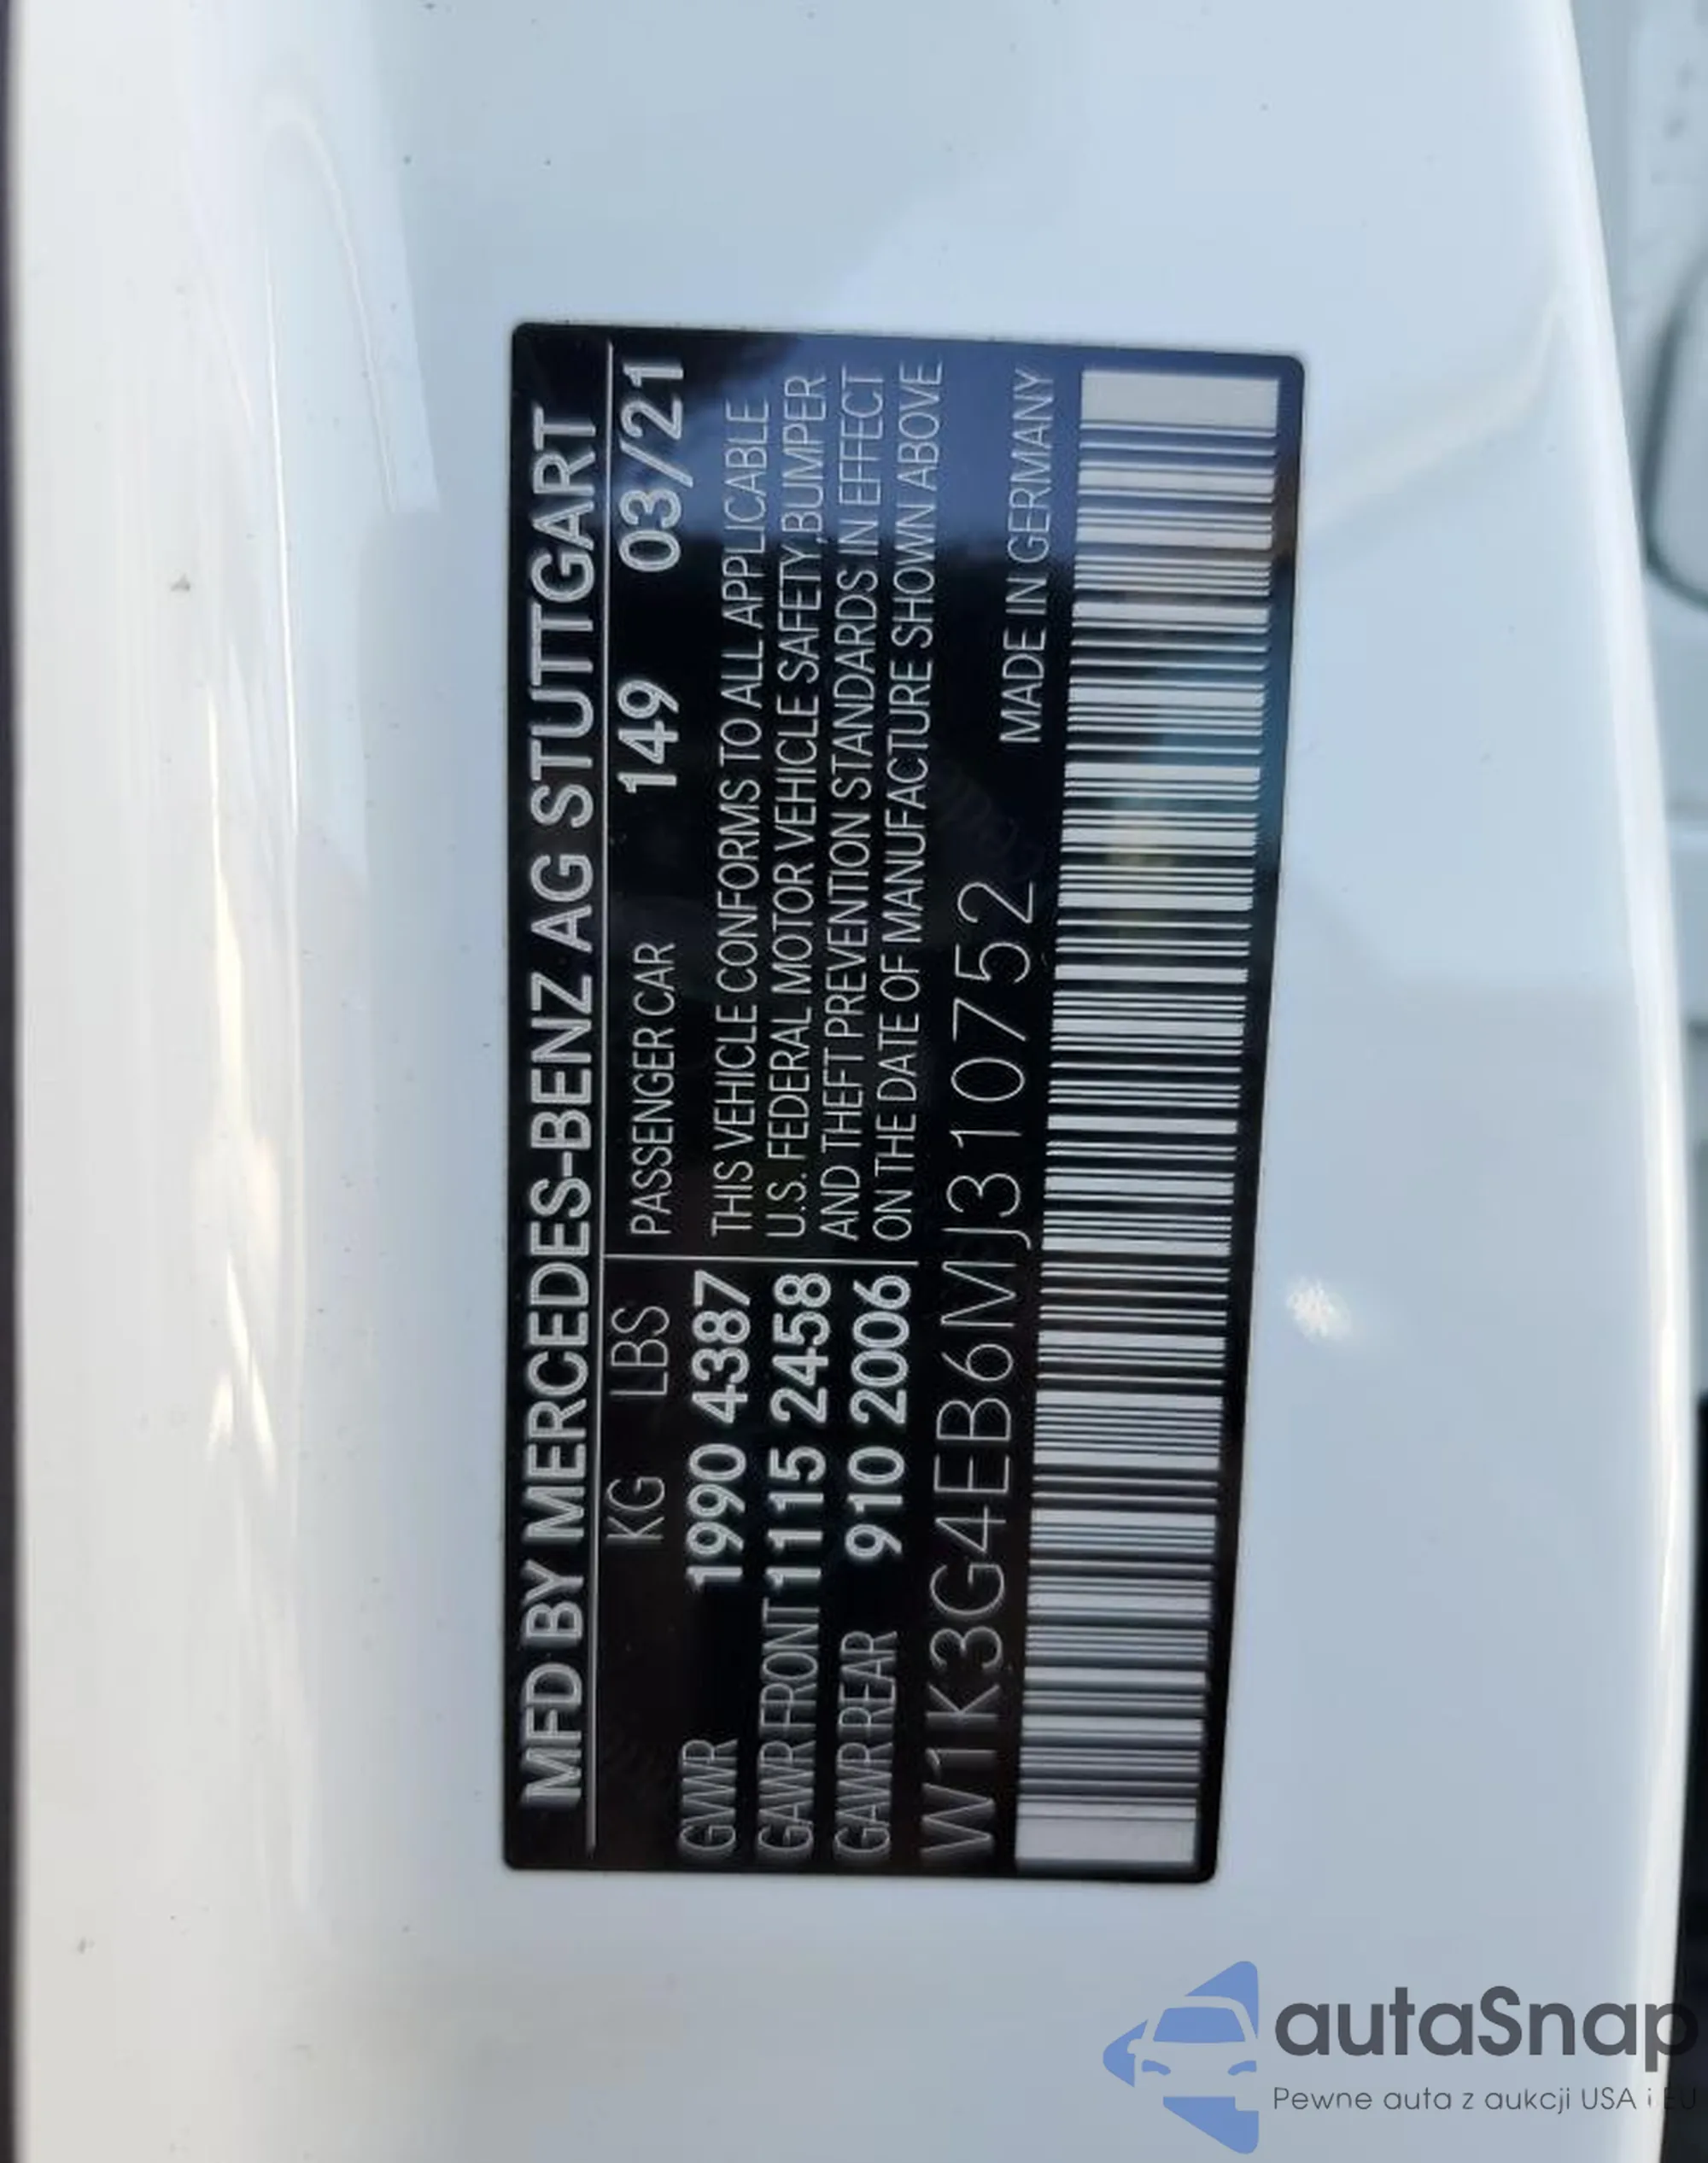 MFD BY MERCEDES-BENZ AG STUTTGART
KG LBS PASSENGER CAR 149 03/21
GVWR 1990 4387
GAWR FRONT 1115 2458
GAWR REAR 910 2006
THIS VEHICLE CONFORMS TO ALL APPLICABLE
U.S. FEDERAL MOTOR VEHICLE SAFETY,BUMPER
AND THEFT PREVENTION STANDARDS IN EFFECT
ON THE DATE OF MANUFACTURE SHOWN ABOVE
W1K3G4EB6MJ310752
MADE IN GERMANY
autaSnap
Pewne auta z aukcji USA i EU